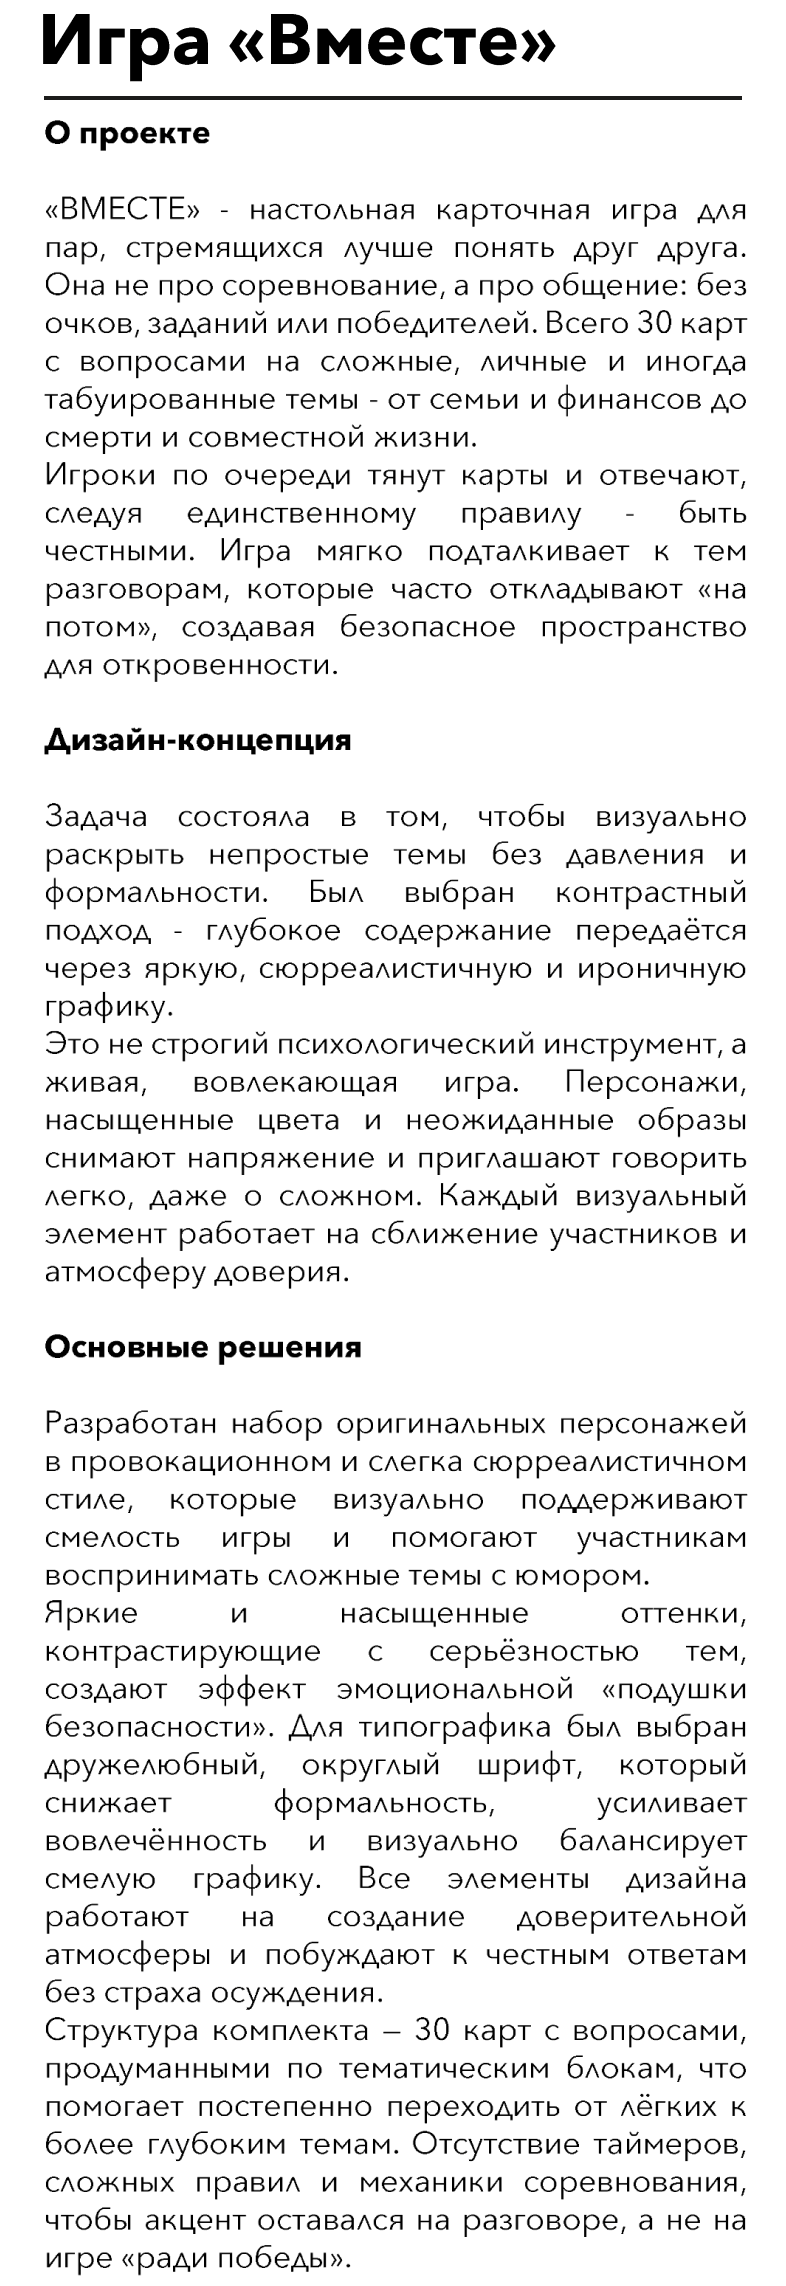 Игра «Вместе»
О проекте
«ВМЕСТЕ» - настольная карточная игра для
пар, стремящихся лучше понять друг друга.
Она не про соревнование, а про общение: без
очков, заданий или победителей. Всего 30 карт
с вопросами на сложные, личные и иногда
табуированные темы - от семьи и финансов до
смерти и совместной жизни.
Игроки по очереди тянут карты и отвечают,
следуя единственному правилу - быть
честными. Игра мягко подталкивает к тем
разговорам, которые часто откладывают «на
потом», создавая безопасное пространство
для откровенности.
Дизайн-концепция
Задача состояла в том, чтобы визуально
раскрыть непростые темы без давления и
формальности. Был выбран контрастный
подход - глубокое содержание передаётся
через яркую, сюрреалистичную и ироничную
графику.
Это не строгий психологический инструмент, а
живая, вовлекающая игра. Персонажи,
насыщенные цвета и неожиданные образы
снимают напряжение и приглашают говорить
легко, даже о сложном. Каждый визуальный
элемент работает на сближение участников и
атмосферу доверия.
Основные решения
Разработан набор оригинальных персонажей
в провокационном и слегка сюрреалистичном
стиле, которые визуально поддерживают
смелость игры и помогают участникам
воспринимать сложные темы с юмором.
Яркие и насыщенные оттенки,
контрастирующие с серьёзностью тем,
создают эффект эмоциональной «подушки
безопасности». Для типографика был выбран
дружелюбный, округлый шрифт, который
снижает формальность, усиливает
вовлечённость и визуально балансирует
смелую графику. Все элементы дизайна
работают на создание доверительной
атмосферы и побуждают к честным ответам
без страха осуждения.
Структура комплекта — 30 карт с вопросами,
продуманными по тематическим блокам, что
помогает постепенно переходить от лёгких к
более глубоким темам. Отсутствие таймеров,
сложных правил и механики соревнования,
чтобы акцент оставался на разговоре, а не на
игре «ради победы».